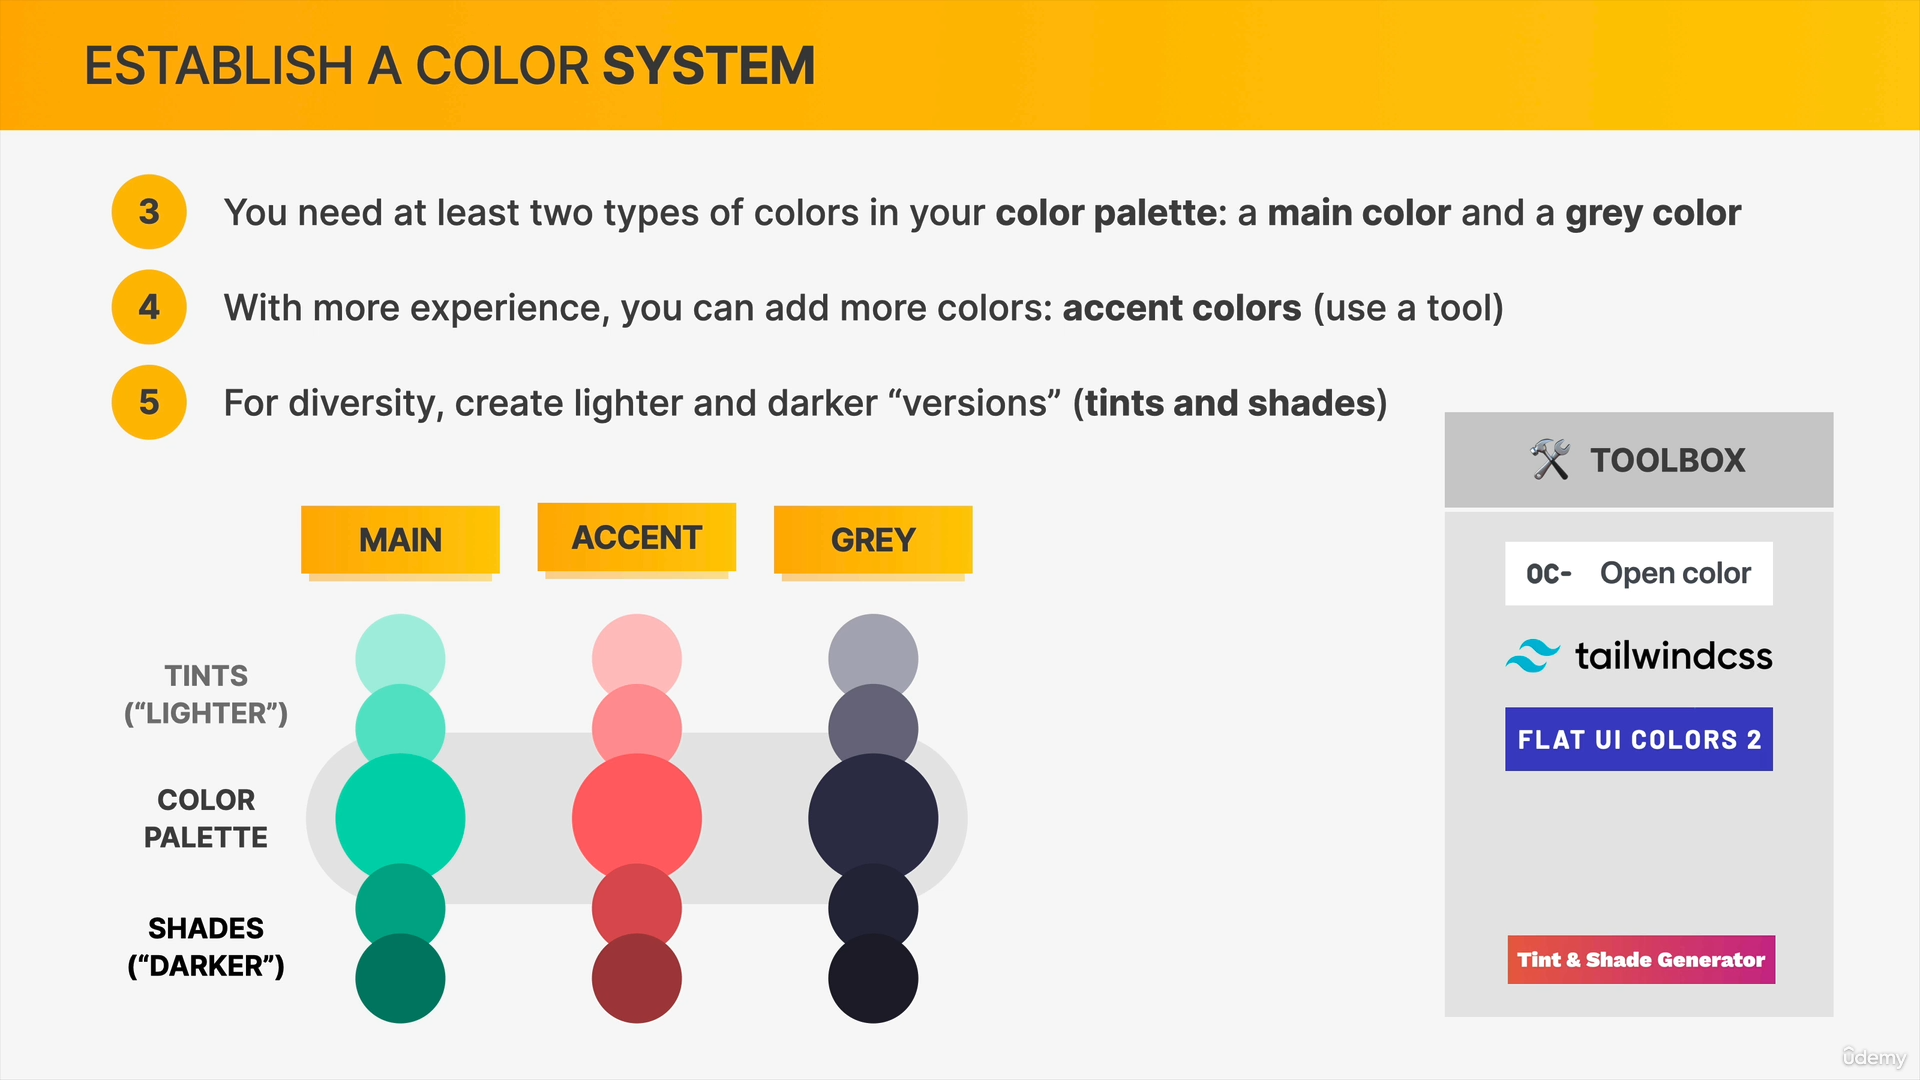 ESTABLISH A COLOR SYSTEM
3 You need at least two types of colors in your color palette: a main color and a grey color
4 With more experience, you can add more colors: accent colors (use a tool)
5 For diversity, create lighter and darker “versions” (tints and shades)
MAIN
ACCENT
GREY
TINTS
(“LIGHTER”)
COLOR
PALETTE
SHADES
(“DARKER”)
TOOLBOX
OC- Open color
tailwindcss
FLAT UI COLORS 2
Tint & Shade Generator
ûdemy